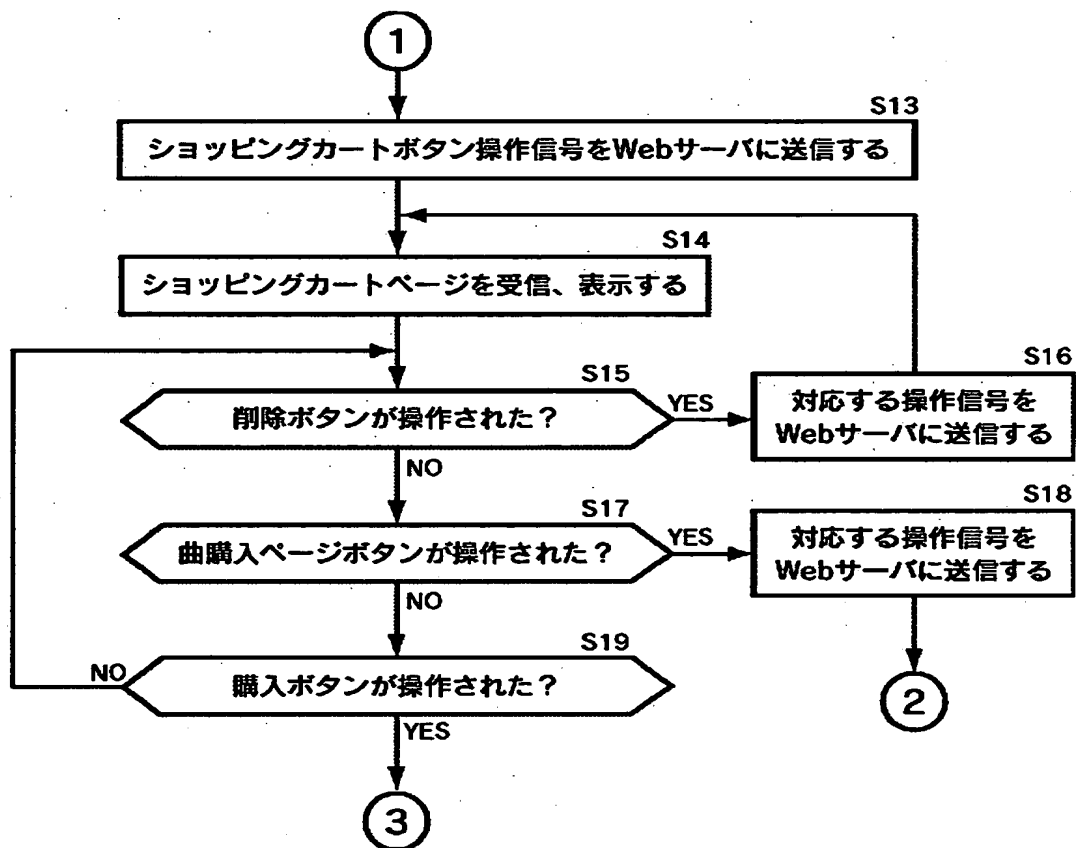 1
S13
ショッピングカートボタン操作信号をWebサーバに送信する
S14
ショッピングカートページを受信、表示する
S15
削除ボタンが操作された?
YES
NO
S16
対応する操作信号を
Webサーバに送信する
S17
曲購入ページボタンが操作された?
YES
NO
S18
対応する操作信号を
Webサーバに送信する
2
S19
購入ボタンが操作された?
NO
YES
3